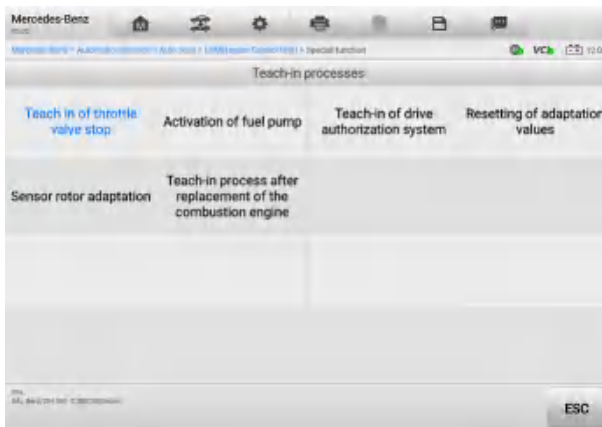 Mercedes-Benz
VCI
Special function
Teach-in processes
Teach in of throttle
valve stop
Activation of fuel pump
Teach-in of drive
authorization system
Resetting of adaptation
values
Sensor rotor adaptation
Teach-in process after
replacement of the
combustion engine
ESC